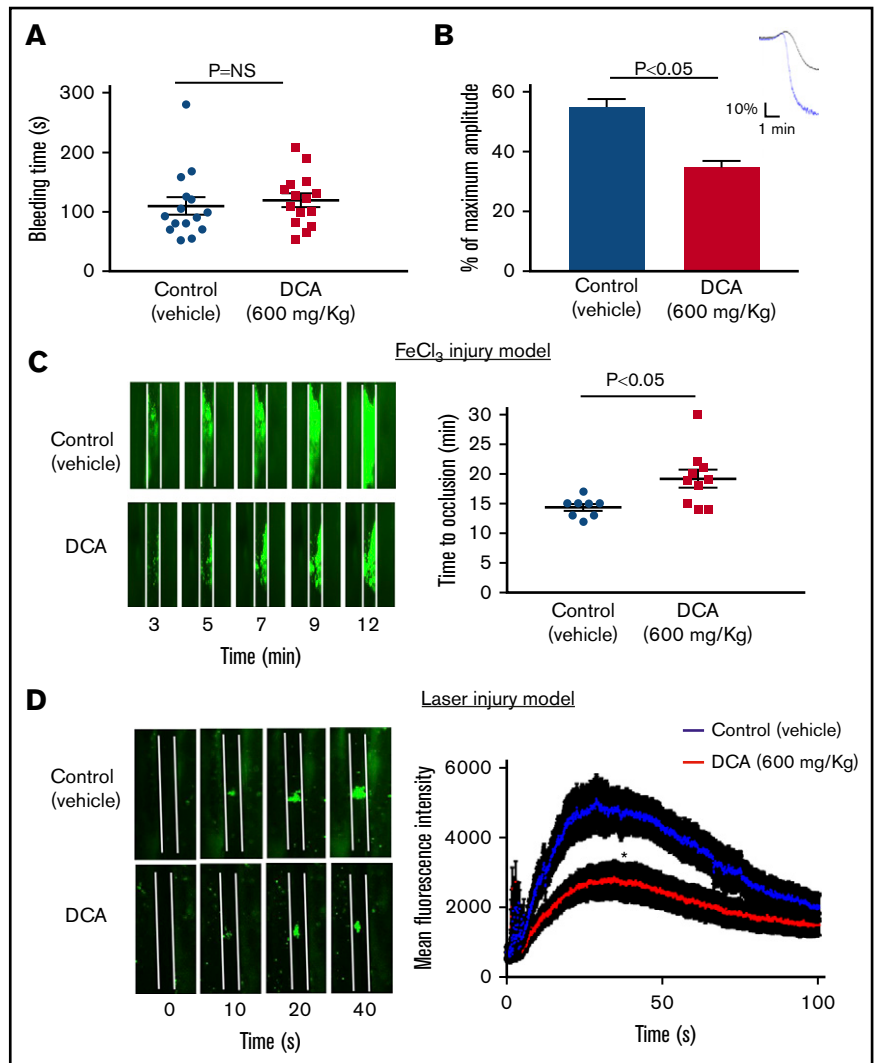 A
P=NS
Bleeding time (s)
300
200
100
0
Control
(vehicle)
DCA
(600 mg/Kg)
B
P<0.05
10%
1 min
% of maximum amplitude
60
40
20
0
Control
(vehicle)
DCA
(600 mg/Kg)
FeCl₃ injury model
C
Control
(vehicle)
DCA
3 5 7 9 12
Time (min)
P<0.05
Time to occlusion (min)
30
25
20
15
10
5
0
Control
(vehicle)
DCA
(600 mg/Kg)
D
Laser injury model
Control
(vehicle)
DCA
0 10 20 40
Time (s)
Control (vehicle)
DCA (600 mg/Kg)
Mean fluorescence intensity
6000
4000
2000
0
*
0 50 100
Time (s)